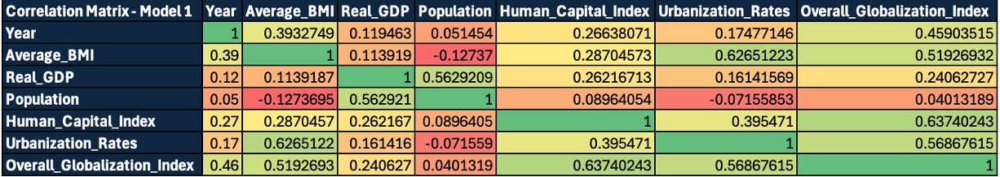 Correlation Matrix - Model 1 Year Average_BMI Real_GDP Population Human_Capital_Index Urbanization_Rates Overall_Globalization_Index
Year 1 0.3932749 0.119463 0.051454 0.26638071 0.17477146 0.45903515
Average_BMI 0.39 1 0.113919 -0.12737 0.28704573 0.62651223 0.51926932
Real_GDP 0.12 0.1139187 1 0.5629209 0.26216713 0.16141569 0.24062727
Population 0.05 -0.1273695 0.562921 1 0.08964054 -0.07155853 0.04013189
Human_Capital_Index 0.27 0.2870457 0.262167 0.0896405 1 0.395471 0.63740243
Urbanization_Rates 0.17 0.6265122 0.161416 -0.071559 0.395471 1 0.56867615
Overall_Globalization_Index 0.46 0.5192693 0.240627 0.0401319 0.63740243 0.56867615 1